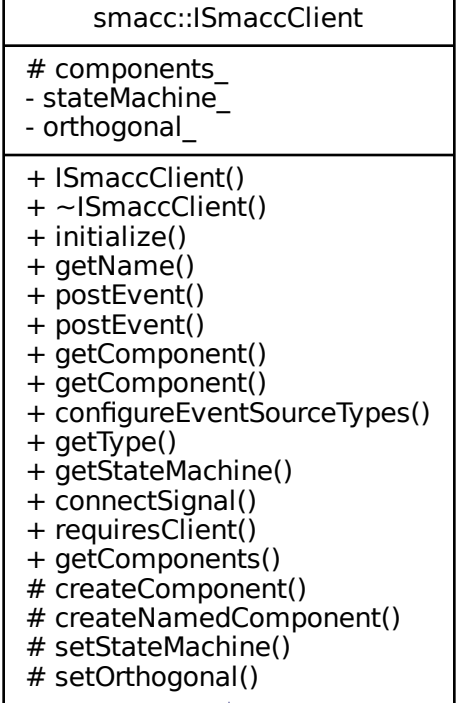 smacc::ISmaccClient
# components_
- stateMachine_
- orthogonal_
+ ISmaccClient()
+ ~ISmaccClient()
+ initialize()
+ getName()
+ postEvent()
+ postEvent()
+ getComponent()
+ getComponent()
+ configureEventSourceTypes()
+ getType()
+ getStateMachine()
+ connectSignal()
+ requiresClient()
+ getComponents()
# createComponent()
# createNamedComponent()
# setStateMachine()
# setOrthogonal()